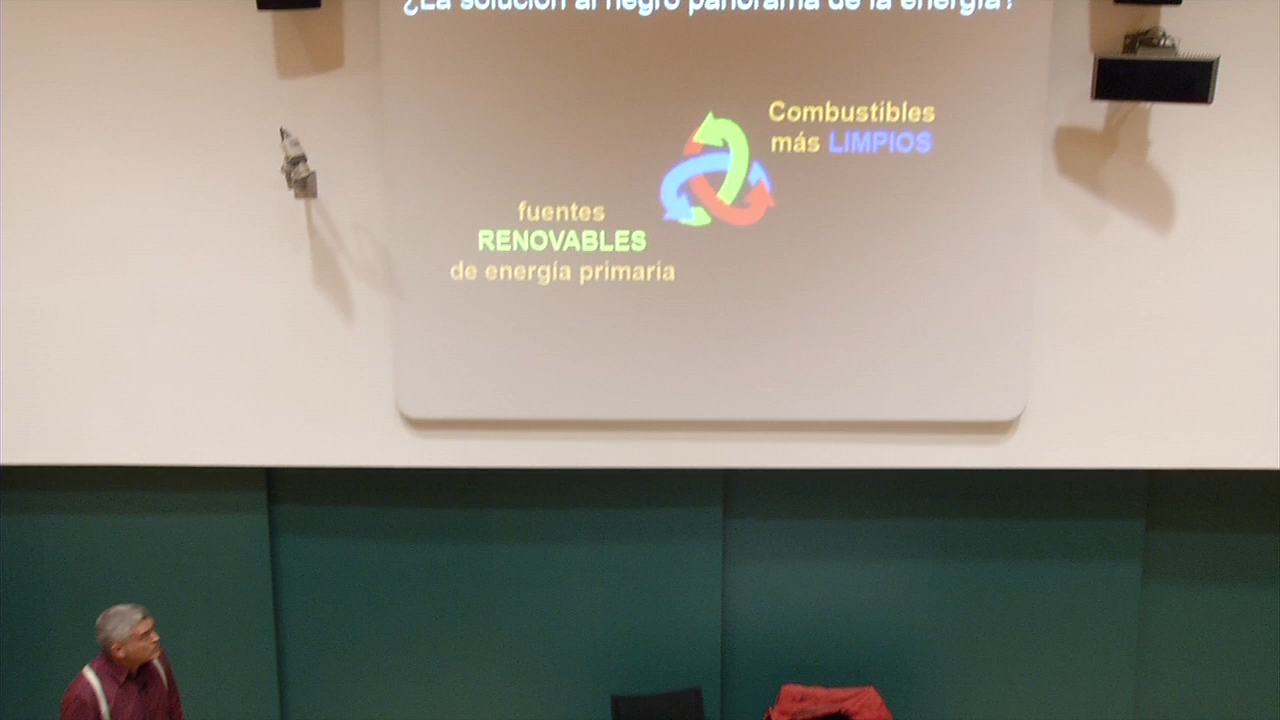 ¿La solución al negro panorama de la energía?
Combustibles
más LIMPIOS
fuentes
RENOVABLES
de energía primaria